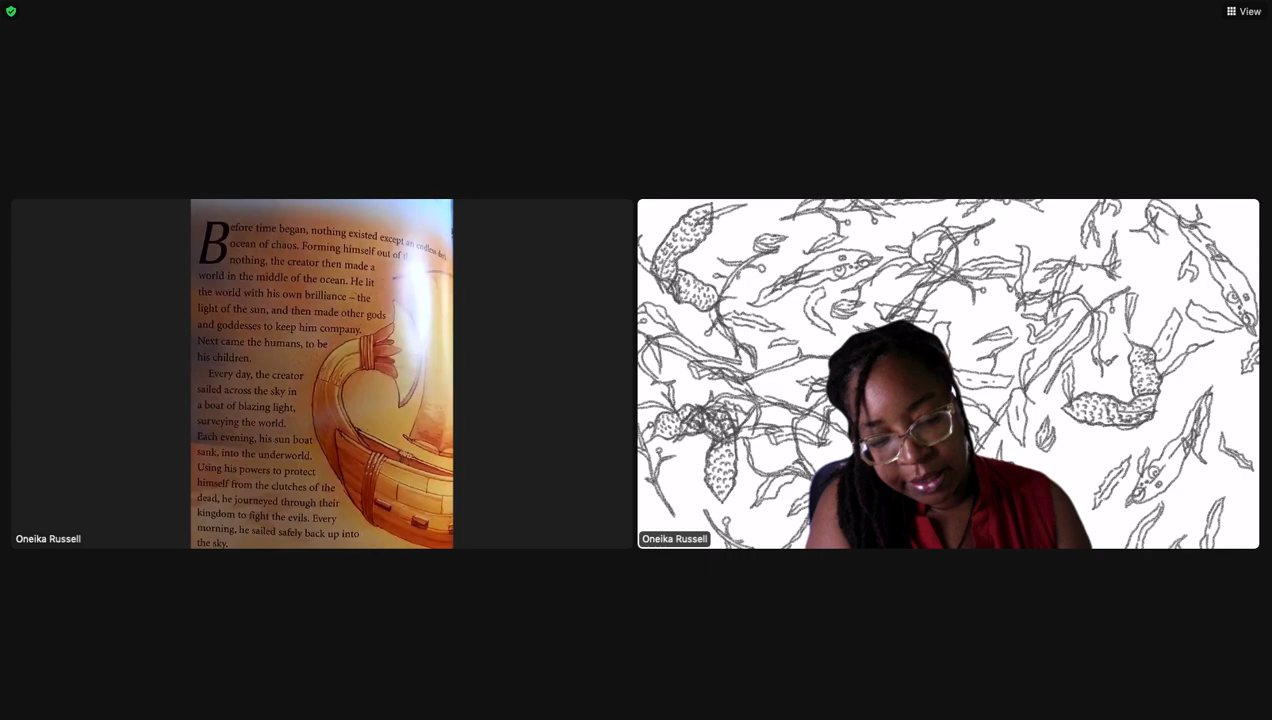 View
Before time began, nothing existed except an endless dark
ocean of chaos. Forming himself out of
nothing, the creator then made a
world in the middle of the ocean. He lit
the world with his own brilliance – the
light of the sun, and then made other gods
and goddesses to keep him company.
Next came the humans, to be
his children.
Every day, the creator
sailed across the sky in
a boat of blazing light,
surveying the world.
Each evening, his sun boat
sank, into the underworld.
Using his powers to protect
himself from the clutches of the
dead, he journeyed through their
kingdom to fight the evils. Every
morning, he sailed safely back up into
the sky.
Oneika Russell
Oneika Russell